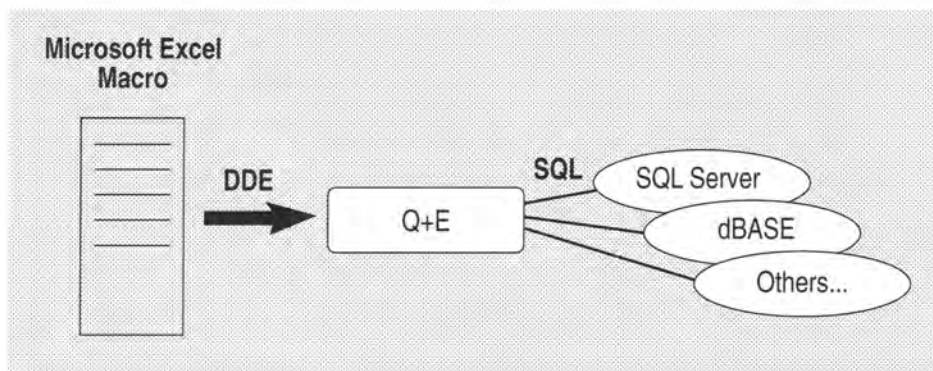 Microsoft Excel
Macro
DDE
Q+E
SQL
SQL Server
dBASE
Others...